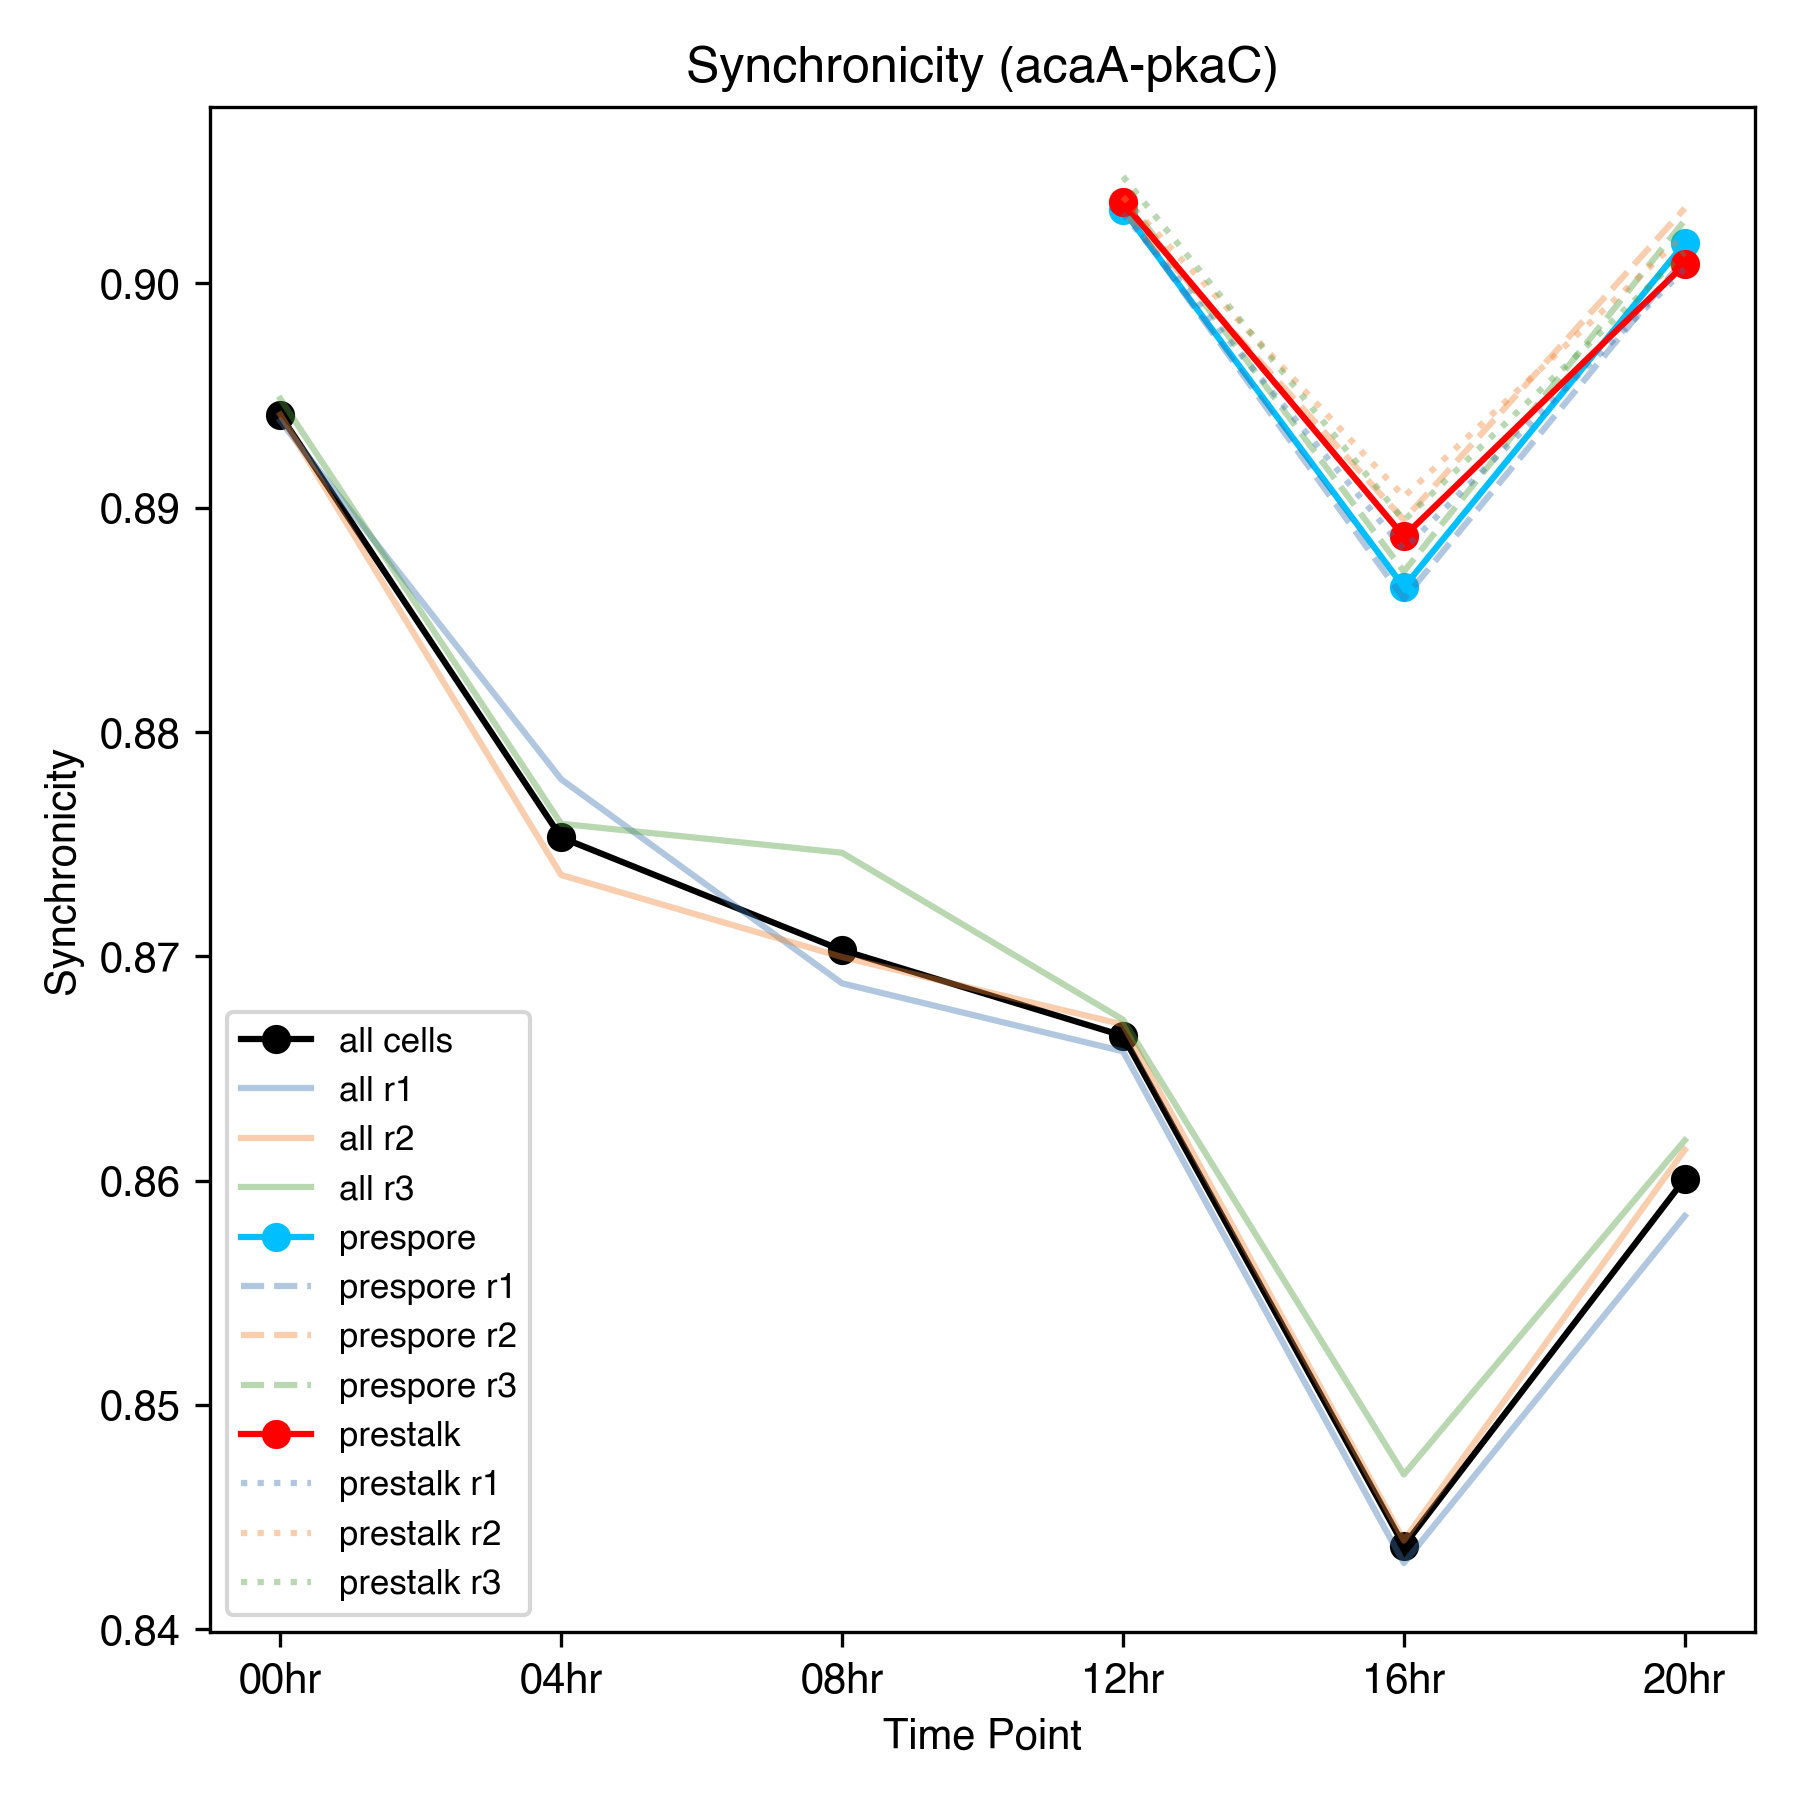 Synchronicity (acaA-pkaC)
Synchronicity
0.90
0.89
0.88
0.87
0.86
0.85
0.84
all cells
all r1
all r2
all r3
prespore
prespore r1
prespore r2
prespore r3
prestalk
prestalk r1
prestalk r2
prestalk r3
00hr 04hr 08hr 12hr 16hr 20hr
Time Point